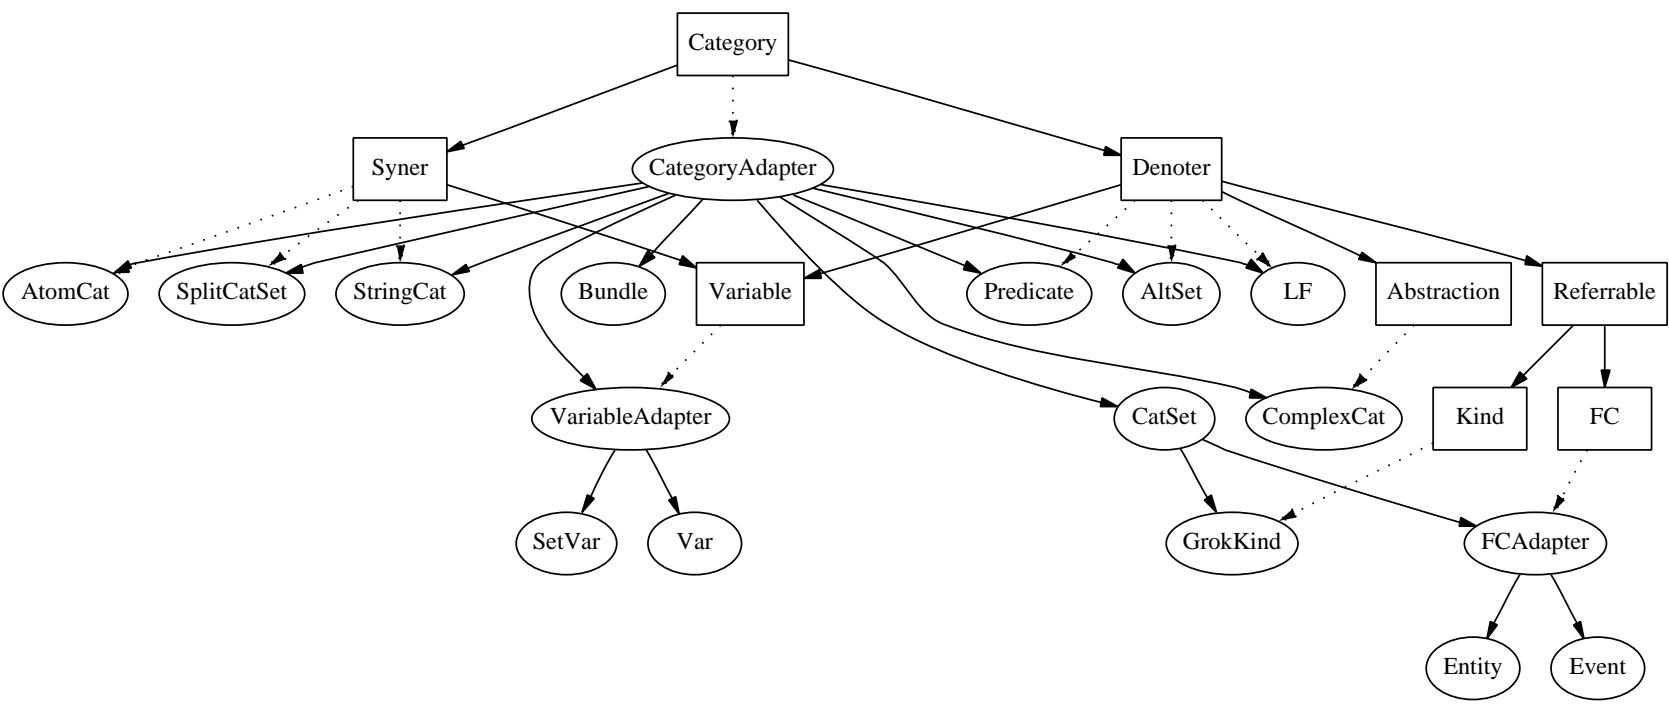 Category
Syner
CategoryAdapter
Denoter
AtomCat
SplitCatSet
StringCat
Bundle
Variable
Predicate
AltSet
LF
Abstraction
Referrable
VariableAdapter
CatSet
ComplexCat
Kind
FC
SetVar
Var
GrokKind
FCAdapter
Entity
Event